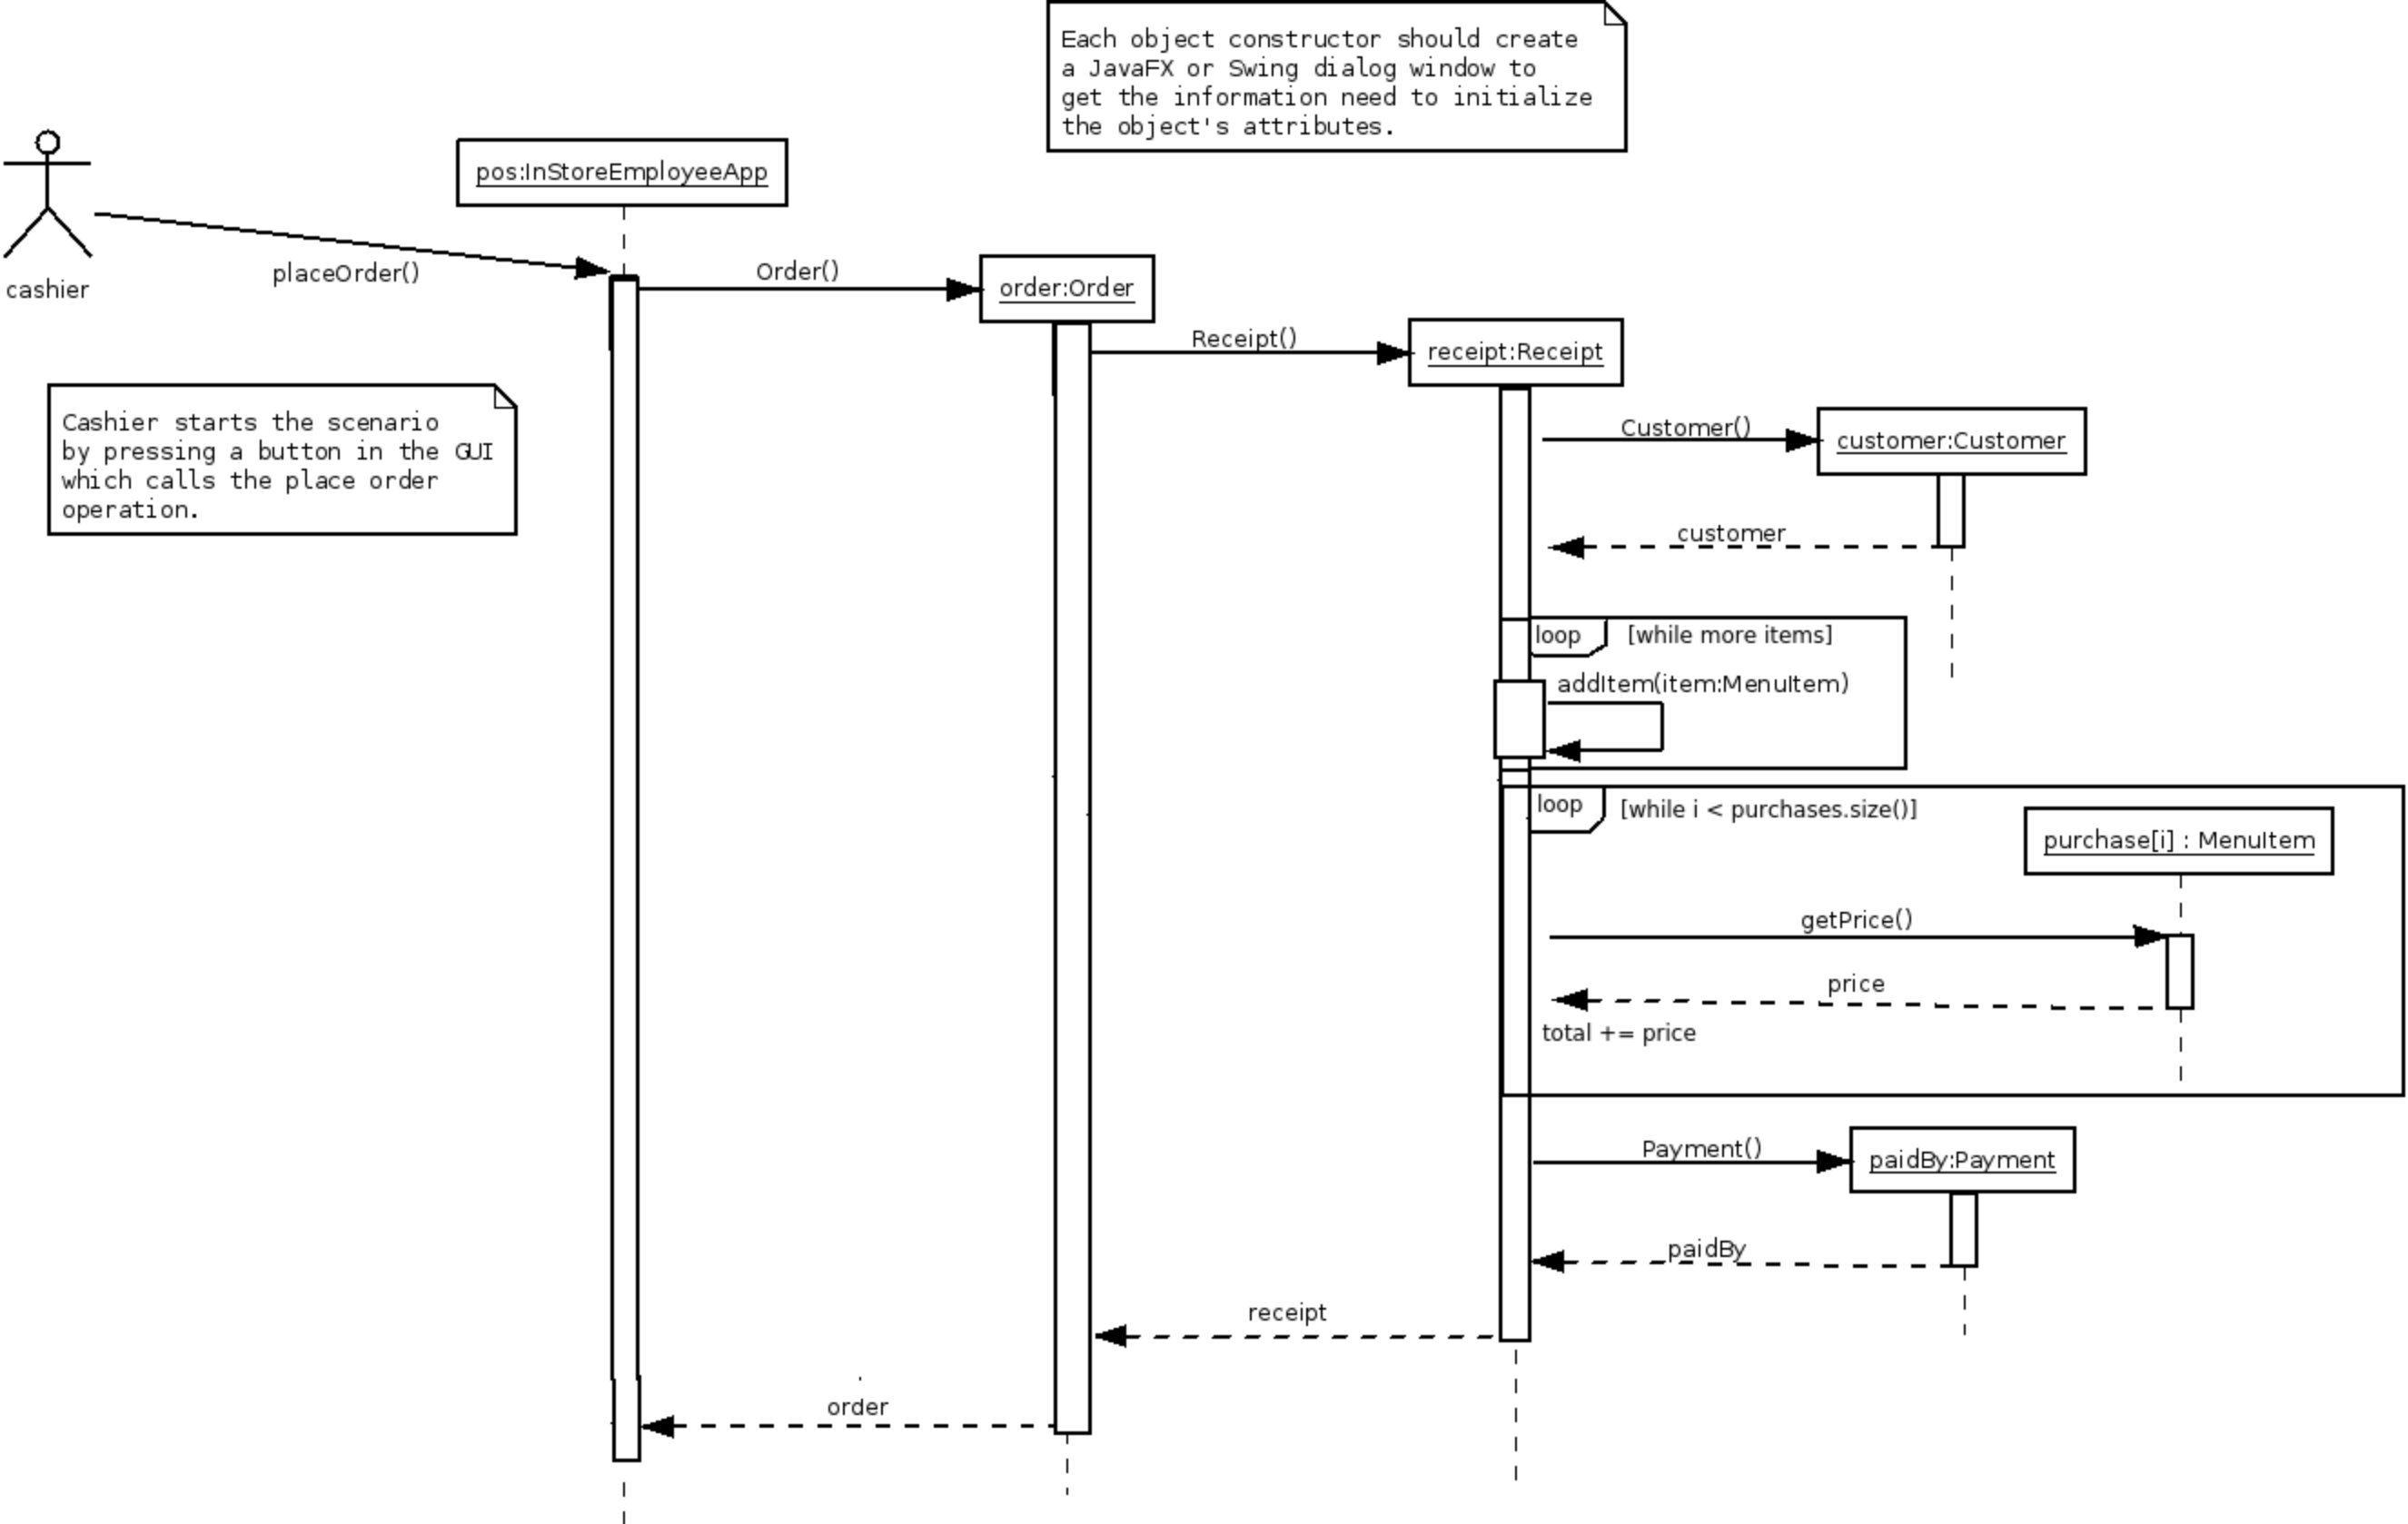 Each object constructor should create
a JavaFX or Swing dialog window to
get the information need to initialize
the object's attributes.
pos:InStoreEmployeeApp
placeOrder()
cashier
Order()
order:Order
Receipt()
receipt:Receipt
Cashier starts the scenario
by pressing a button in the GUI
which calls the place order
operation.
Customer()
customer:Customer
customer
loop [while more items]
addItem(item:MenuItem)
loop [while i < purchases.size()]
purchase[i] : MenuItem
getPrice()
price
total += price
Payment()
paidBy:Payment
paidBy
receipt
order